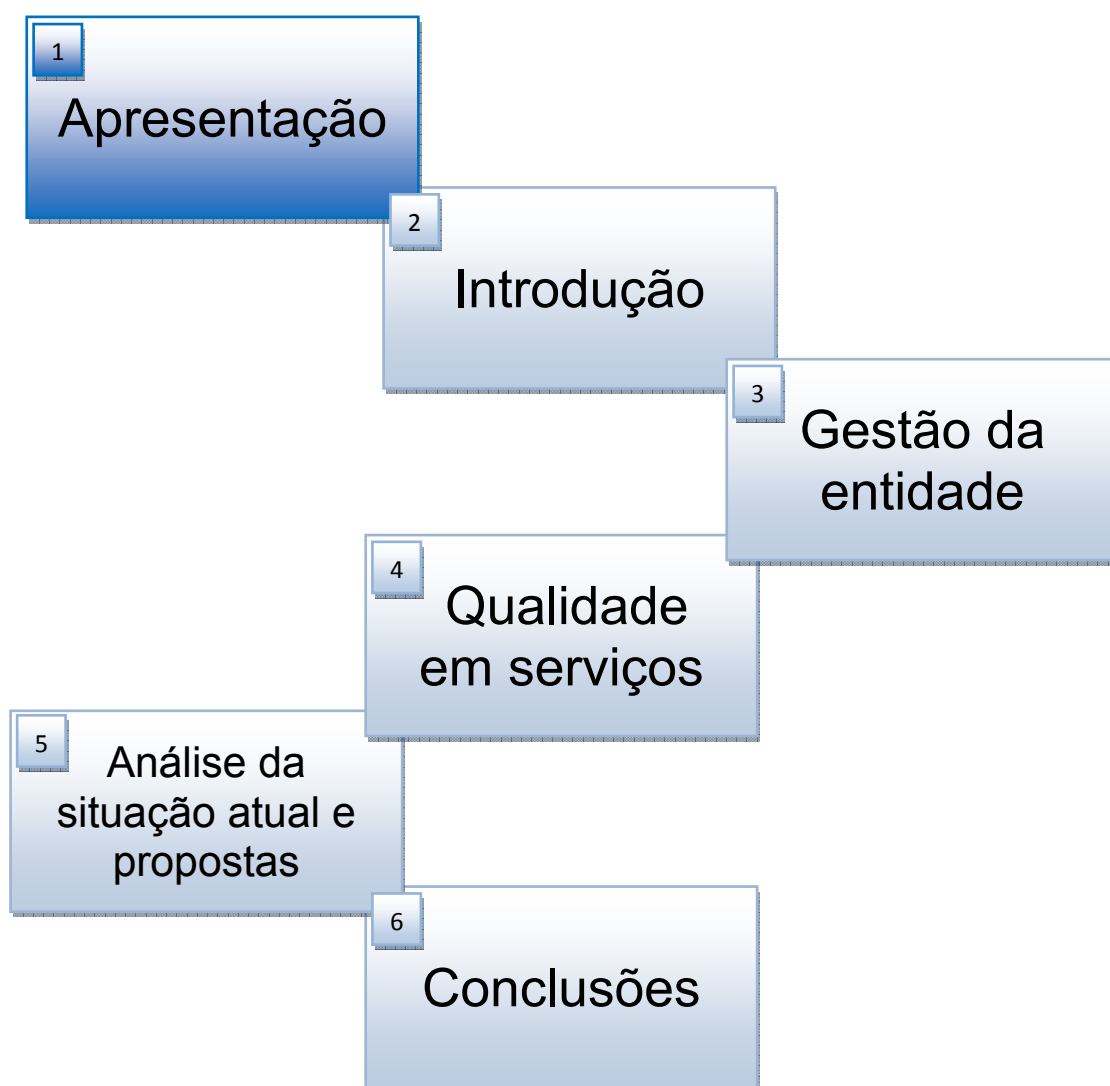 1
Apresentação
2
Introdução
3
Gestão da
entidade
4
Qualidade
em serviços
5
Análise da
situação atual e
propostas
6
Conclusões